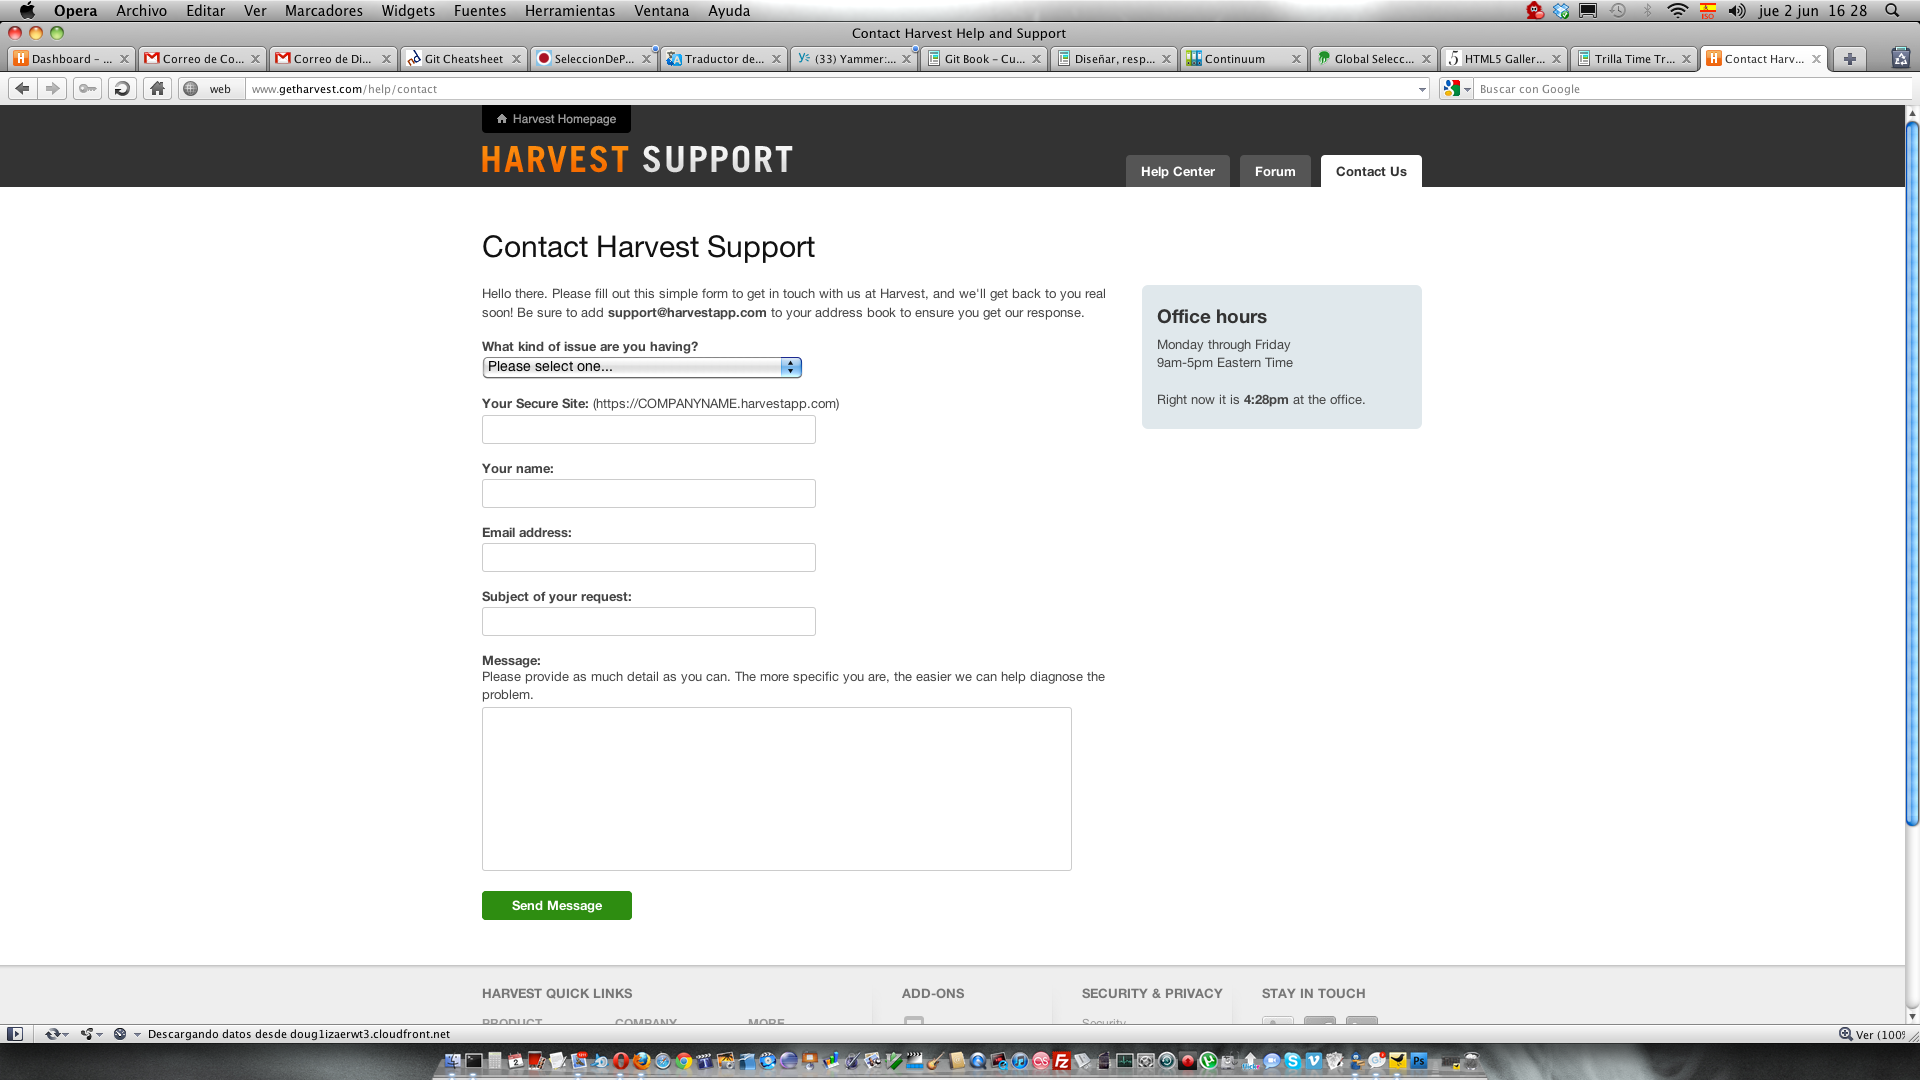 Opera Archivo Editar Ver Marcadores Widgets Fuentes Herramientas Ventana Ayuda jue 2 jun 16 28
Contact Harvest Help and Support
Dashboard – ... Correo de Co... Correo de Di... Git Cheatsheet SeleccionDeP... Traductor de... (33) Yammer:... Git Book – Cu... Diseñar, resp... Continuum Global Selecc... HTML5 Galler... Trilla Time Tr... Contact Harv...
web www.getharvest.com/help/contact Buscar con Google
Harvest Homepage
HARVEST SUPPORT
Help Center Forum Contact Us
Contact Harvest Support
Hello there. Please fill out this simple form to get in touch with us at Harvest, and we'll get back to you real
soon! Be sure to add support@harvestapp.com to your address book to ensure you get our response.
What kind of issue are you having?
Please select one...
Your Secure Site: (https://COMPANYNAME.harvestapp.com)
Your name:
Email address:
Subject of your request:
Message:
Please provide as much detail as you can. The more specific you are, the easier we can help diagnose the
problem.
Send Message
Office hours
Monday through Friday
9am-5pm Eastern Time
Right now it is 4:28pm at the office.
HARVEST QUICK LINKS ADD-ONS SECURITY & PRIVACY STAY IN TOUCH
PRODUCT COMPANY MORE Security
Descargando datos desde doug1izaerwt3.cloudfront.net Ver (100%